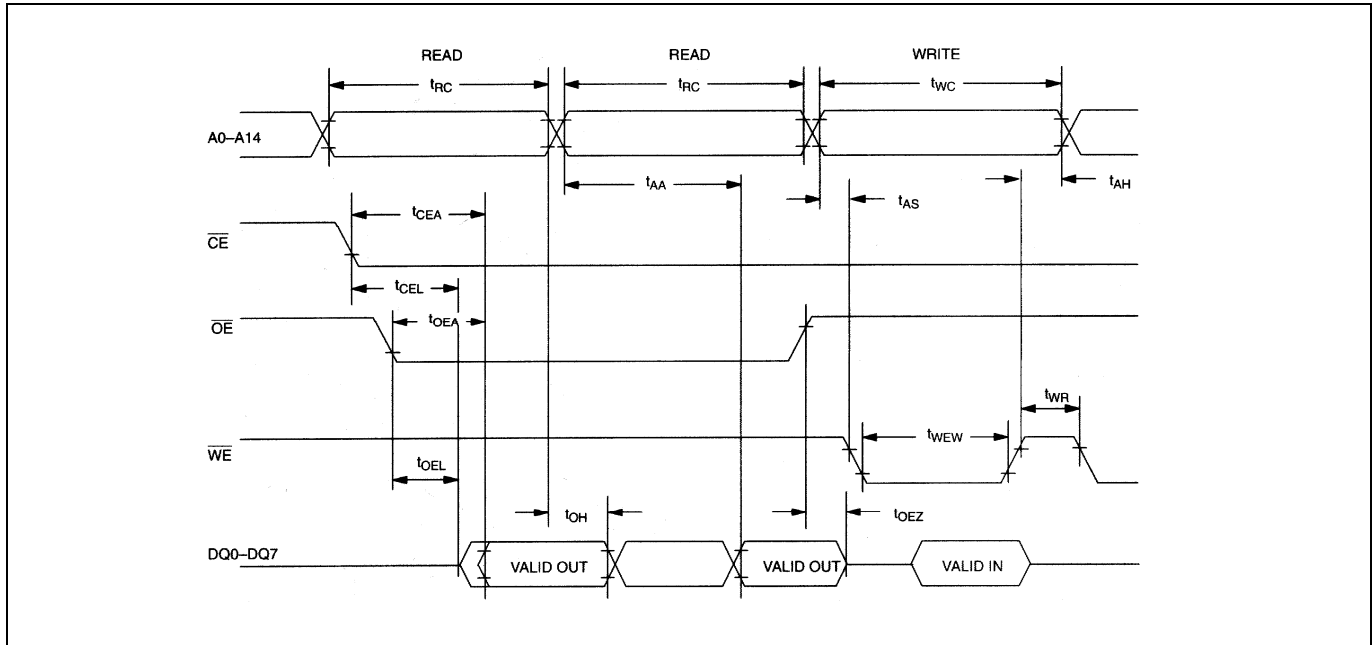 READ READ WRITE
tRC tRC tWC
A0–A14
tAA tAS tAH
tCEA
CE
tCEL
OE tOEA
tWR
WE tWEW
tOEL
tOH tOEZ
DQ0–DQ7 VALID OUT VALID OUT VALID IN